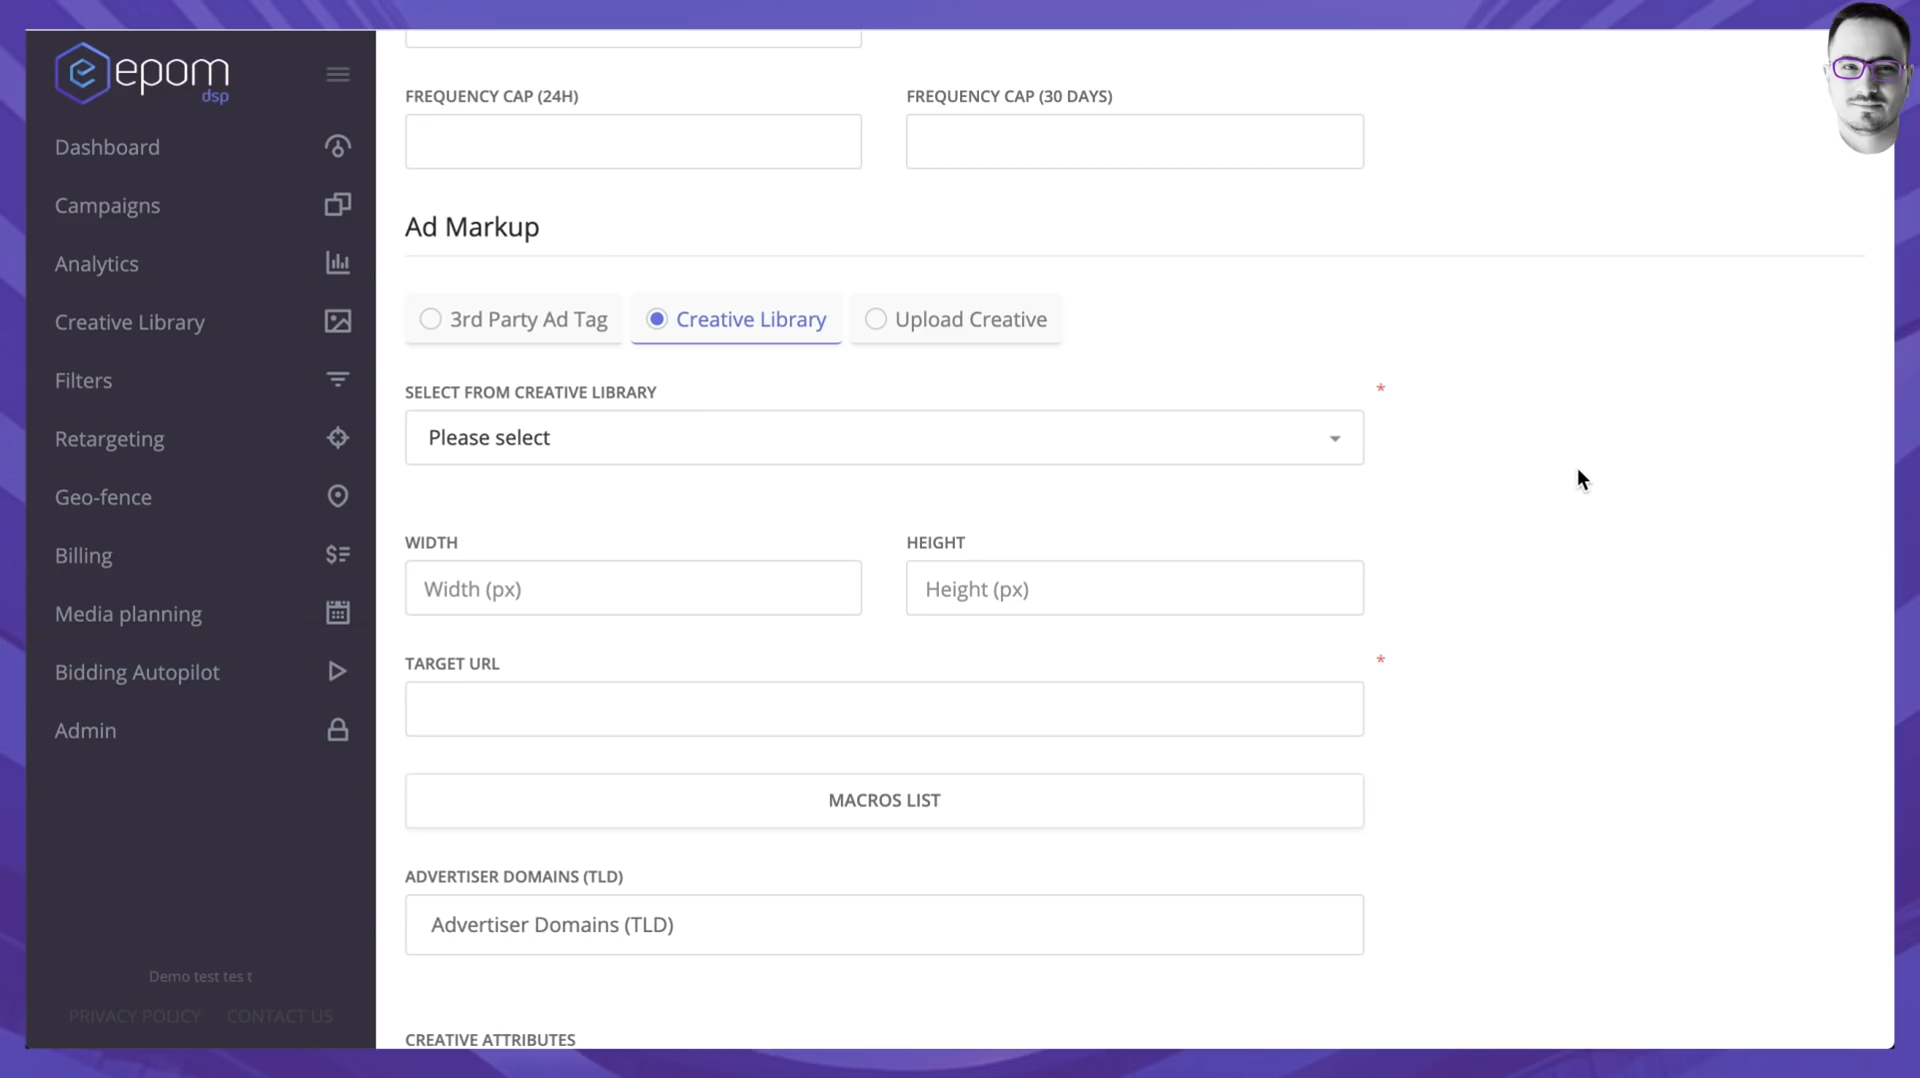 epom
dsp
Dashboard
Campaigns
Analytics
Creative Library
Filters
Retargeting
Geo-fence
Billing
Media planning
Bidding Autopilot
Admin
Demo test tes t
PRIVACY POLICY CONTACT US
FREQUENCY CAP (24H) FREQUENCY CAP (30 DAYS)
Ad Markup
3rd Party Ad Tag Creative Library Upload Creative
SELECT FROM CREATIVE LIBRARY *
Please select
WIDTH HEIGHT
Width (px) Height (px)
TARGET URL *
MACROS LIST
ADVERTISER DOMAINS (TLD)
Advertiser Domains (TLD)
CREATIVE ATTRIBUTES